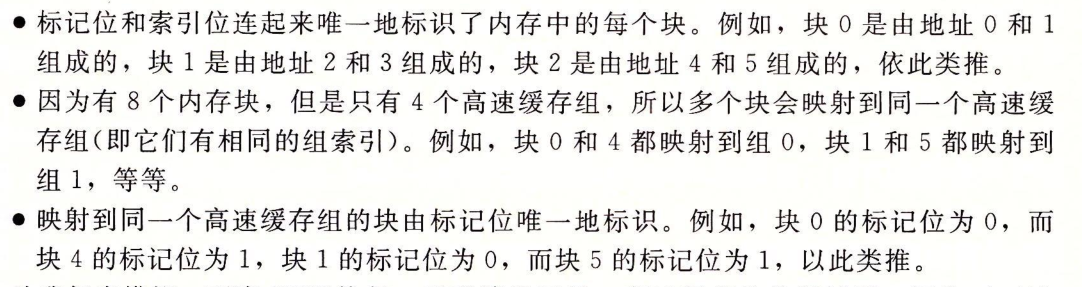 ● 标记位和索引位连起来唯一地标识了内存中的每个块。例如，块 0 是由地址 0 和 1
组成的，块 1 是由地址 2 和 3 组成的，块 2 是由地址 4 和 5 组成的，依此类推。
● 因为有 8 个内存块，但是只有 4 个高速缓存组，所以多个块会映射到同一个高速缓
存组(即它们有相同的组索引)。例如，块 0 和 4 都映射到组 0，块 1 和 5 都映射到
组 1，等等。
● 映射到同一个高速缓存组的块由标记位唯一地标识。例如，块 0 的标记位为 0，而
块 4 的标记位为 1，块 1 的标记位为 0，而块 5 的标记位为 1，以此类推。